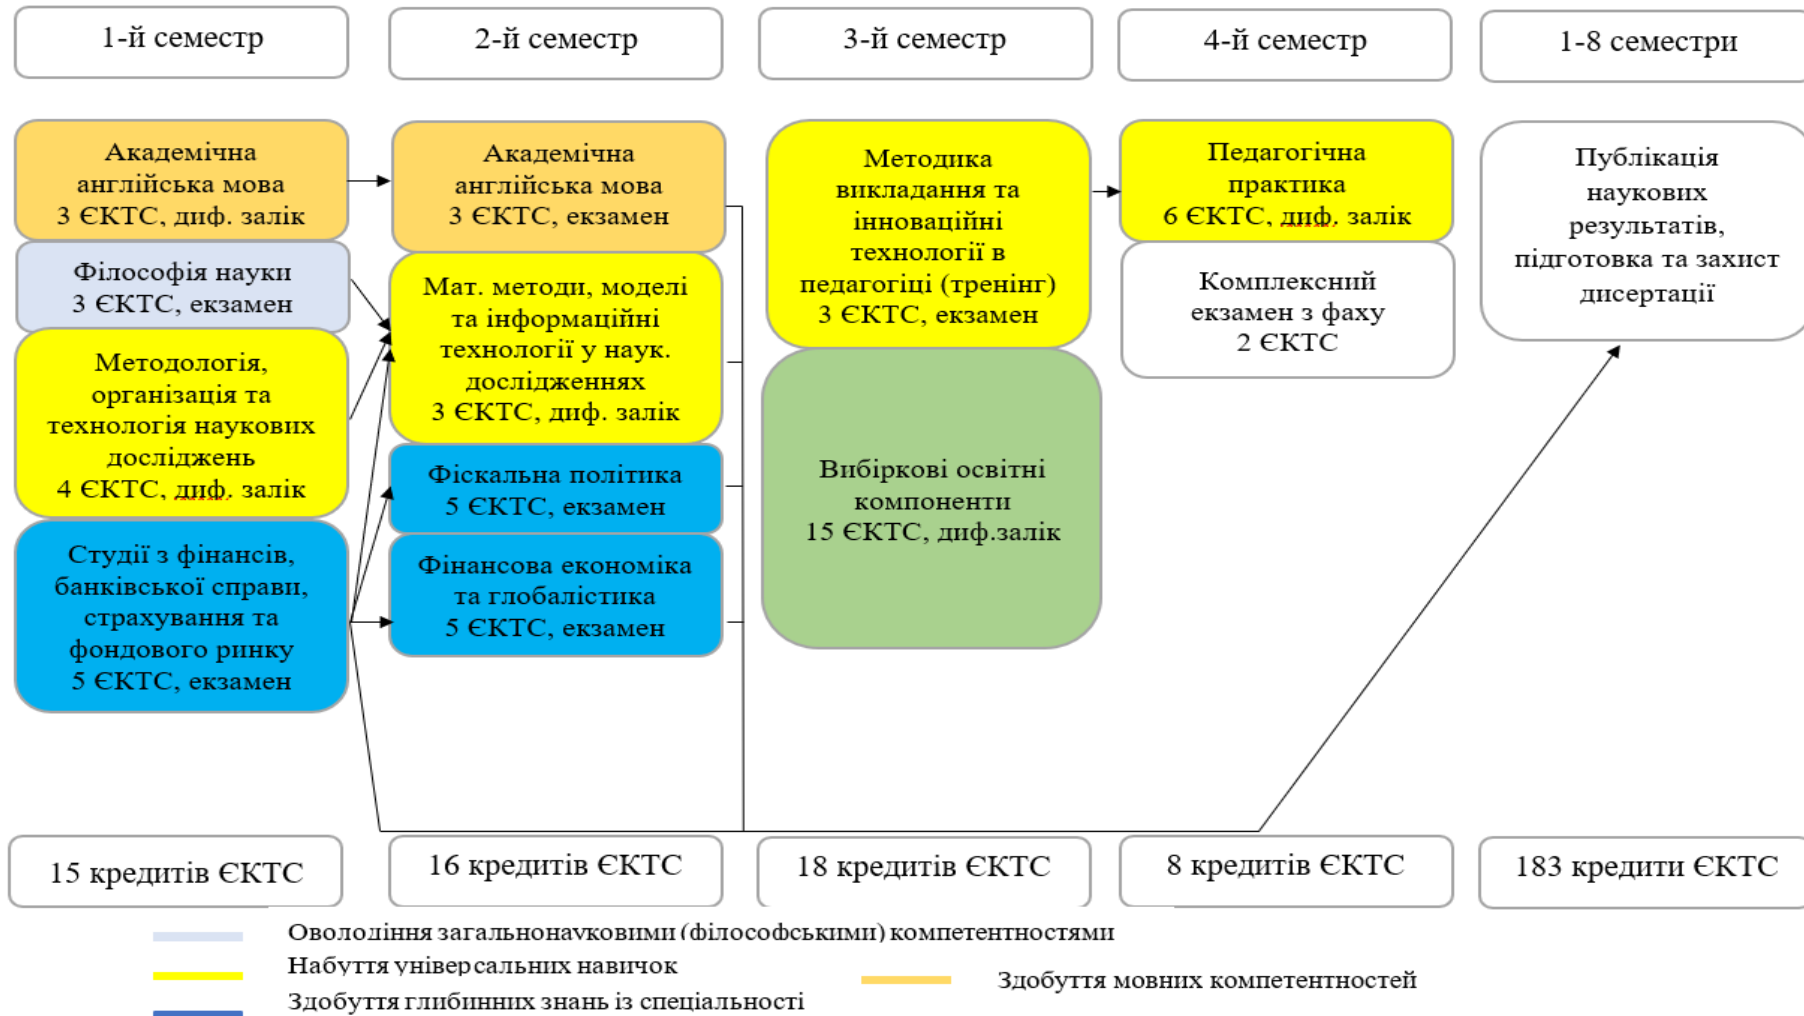 1-й семестр
2-й семестр
3-й семестр
4-й семестр
1-8 семестри
Академічна
англійська мова
3 ЄКТС, диф. залік
Філософія науки
3 ЄКТС, екзамен
Методологія,
організація та
технологія наукових
досліджень
4 ЄКТС, диф. залік
Студії з фінансів,
банківської справи,
страхування та
фондового ринку
5 ЄКТС, екзамен
Академічна
англійська мова
3 ЄКТС, екзамен
Мат. методи, моделі
та інформаційні
технології у наук.
дослідженнях
3 ЄКТС, диф. залік
Фіскальна політика
5 ЄКТС, екзамен
Фінансова економіка
та глобалістика
5 ЄКТС, екзамен
Методика
викладання та
інноваційні
технології в
педагогіці (тренінг)
3 ЄКТС, екзамен
Вибіркові освітні
компоненти
15 ЄКТС, диф.залік
Педагогічна
практика
6 ЄКТС, диф. залік
Комплексний
екзамен з фаху
2 ЄКТС
Публікація
наукових
результатів,
підготовка та захист
дисертації
15 кредитів ЄКТС
16 кредитів ЄКТС
18 кредитів ЄКТС
8 кредитів ЄКТС
183 кредити ЄКТС
Оволодіння загальнонауковими (філософськими) компетентностями
Набуття універсальних навичок
Здобуття мовних компетентностей
Здобуття глибинних знань із спеціальності